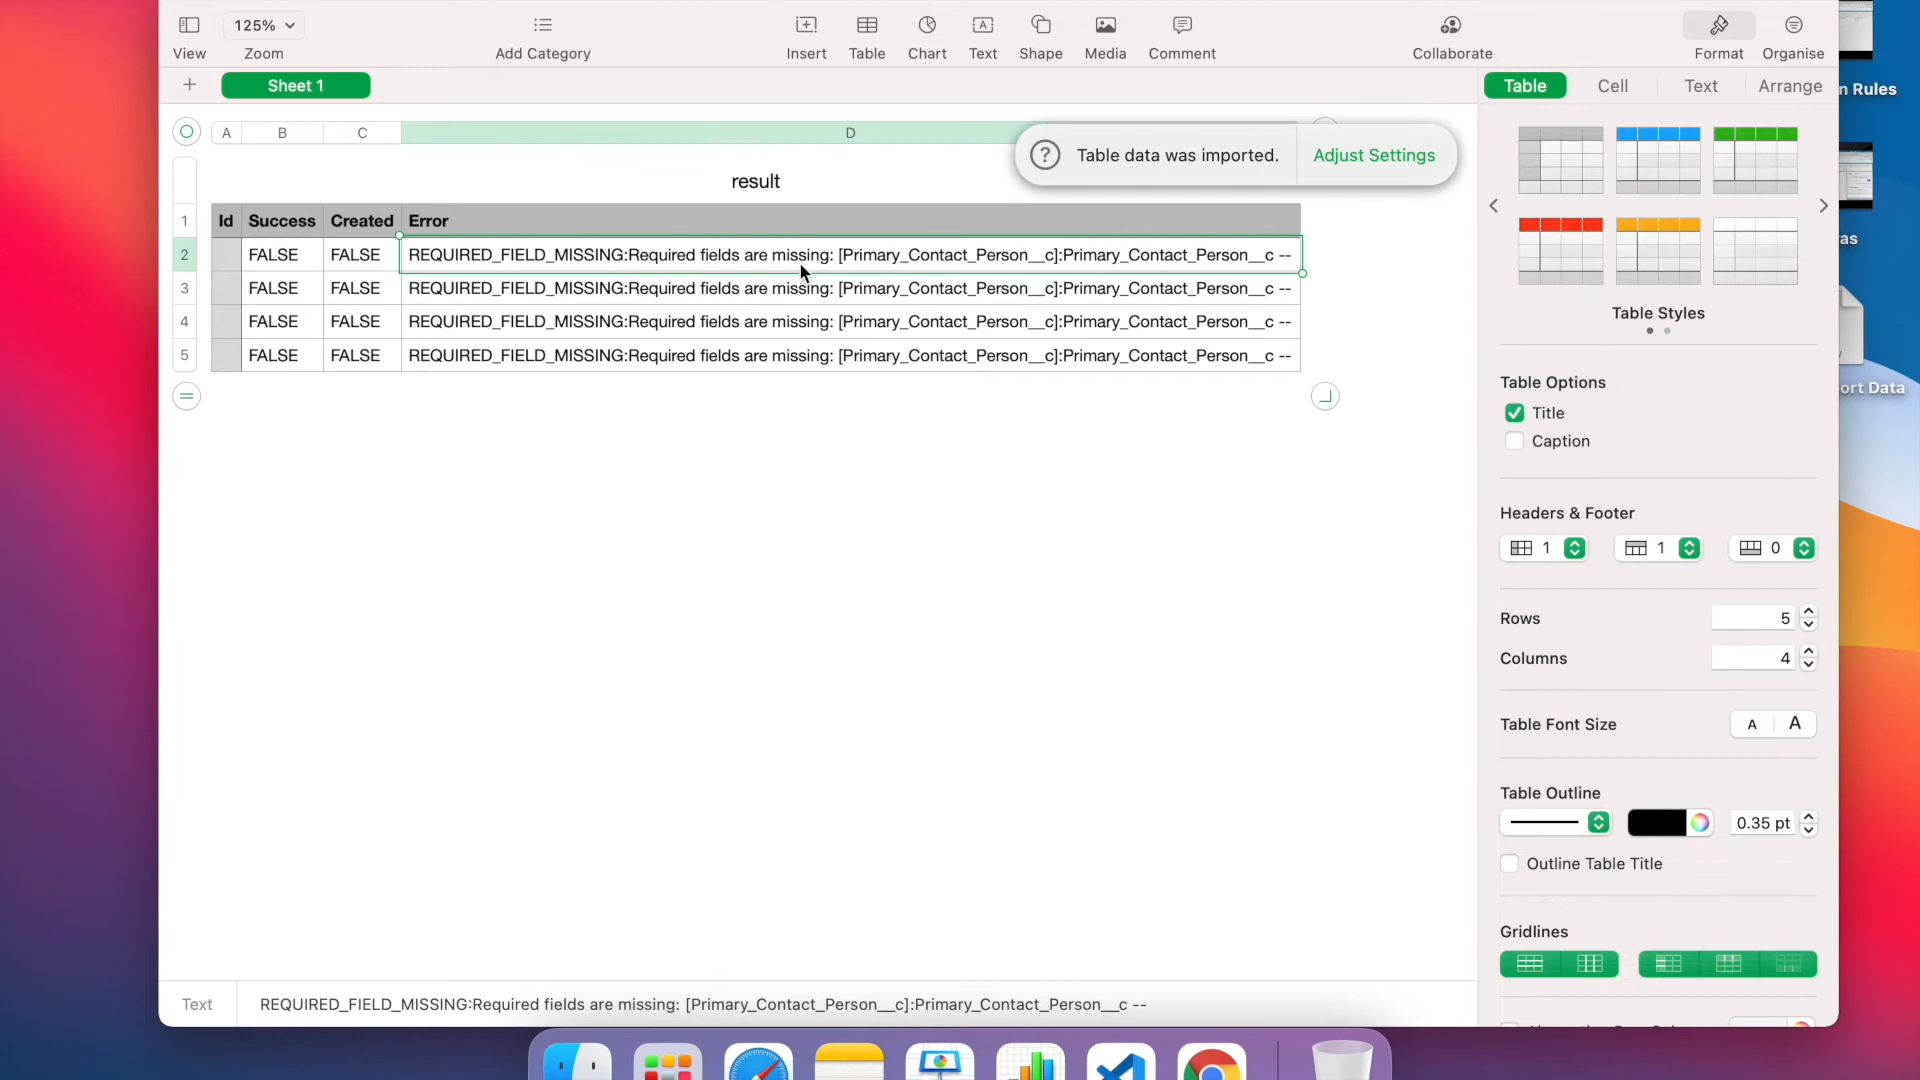 125%
View
Zoom
Add Category
Insert
Table
Chart
Text
Shape
Media
Comment
Collaborate
Format
Organise
Sheet 1
Table
Cell
Text
Arrange
n Rules
A
B
C
D
Table data was imported.
Adjust Settings
result
1
Id
Success
Created
Error
2
FALSE
FALSE
REQUIRED_FIELD_MISSING:Required fields are missing: [Primary_Contact_Person__c]:Primary_Contact_Person__c --
3
FALSE
FALSE
REQUIRED_FIELD_MISSING:Required fields are missing: [Primary_Contact_Person__c]:Primary_Contact_Person__c --
4
FALSE
FALSE
REQUIRED_FIELD_MISSING:Required fields are missing: [Primary_Contact_Person__c]:Primary_Contact_Person__c --
5
FALSE
FALSE
REQUIRED_FIELD_MISSING:Required fields are missing: [Primary_Contact_Person__c]:Primary_Contact_Person__c --
as
Table Styles
Table Options
Title
Caption
ort Data
Headers & Footer
1
1
0
Rows
5
Columns
4
Table Font Size
A
A
Table Outline
0.35 pt
Outline Table Title
Gridlines
Text
REQUIRED_FIELD_MISSING:Required fields are missing: [Primary_Contact_Person__c]:Primary_Contact_Person__c --